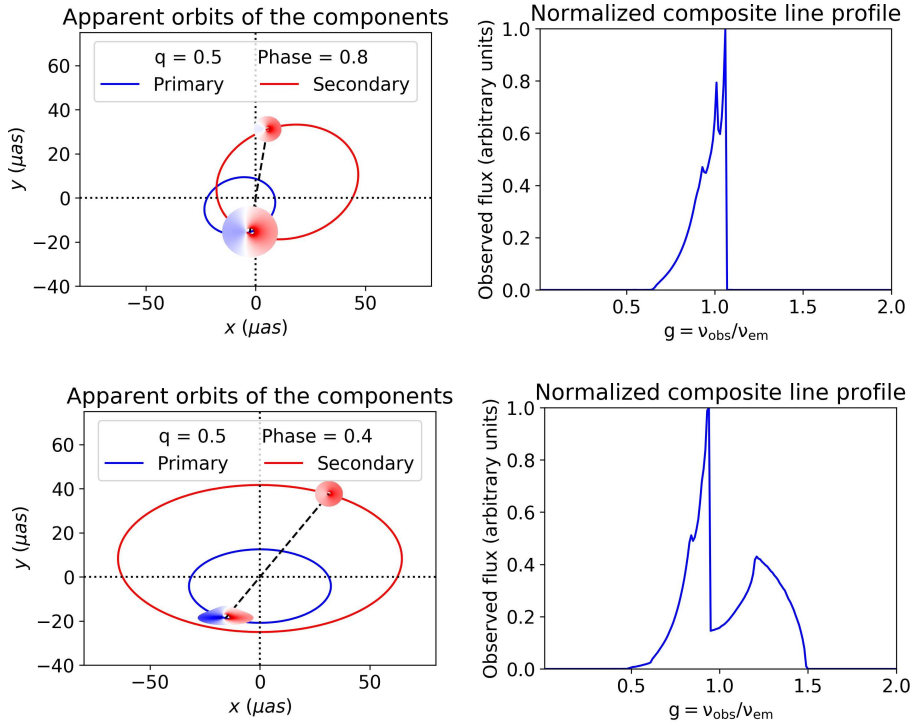 Apparent orbits of the components
q = 0.5 Phase = 0.8
Primary Secondary
60
40
20
0
−20
−40
y (μas)
−50 0 50
x (μas)
Normalized composite line profile
1.0
0.8
0.6
0.4
0.2
0.0
Observed flux (arbitrary units)
0.5 1.0 1.5 2.0
g = ν_obs/ν_em
Apparent orbits of the components
q = 0.5 Phase = 0.4
Primary Secondary
60
40
20
0
−20
−40
y (μas)
−50 0 50
x (μas)
Normalized composite line profile
1.0
0.8
0.6
0.4
0.2
0.0
Observed flux (arbitrary units)
0.5 1.0 1.5 2.0
g = ν_obs/ν_em